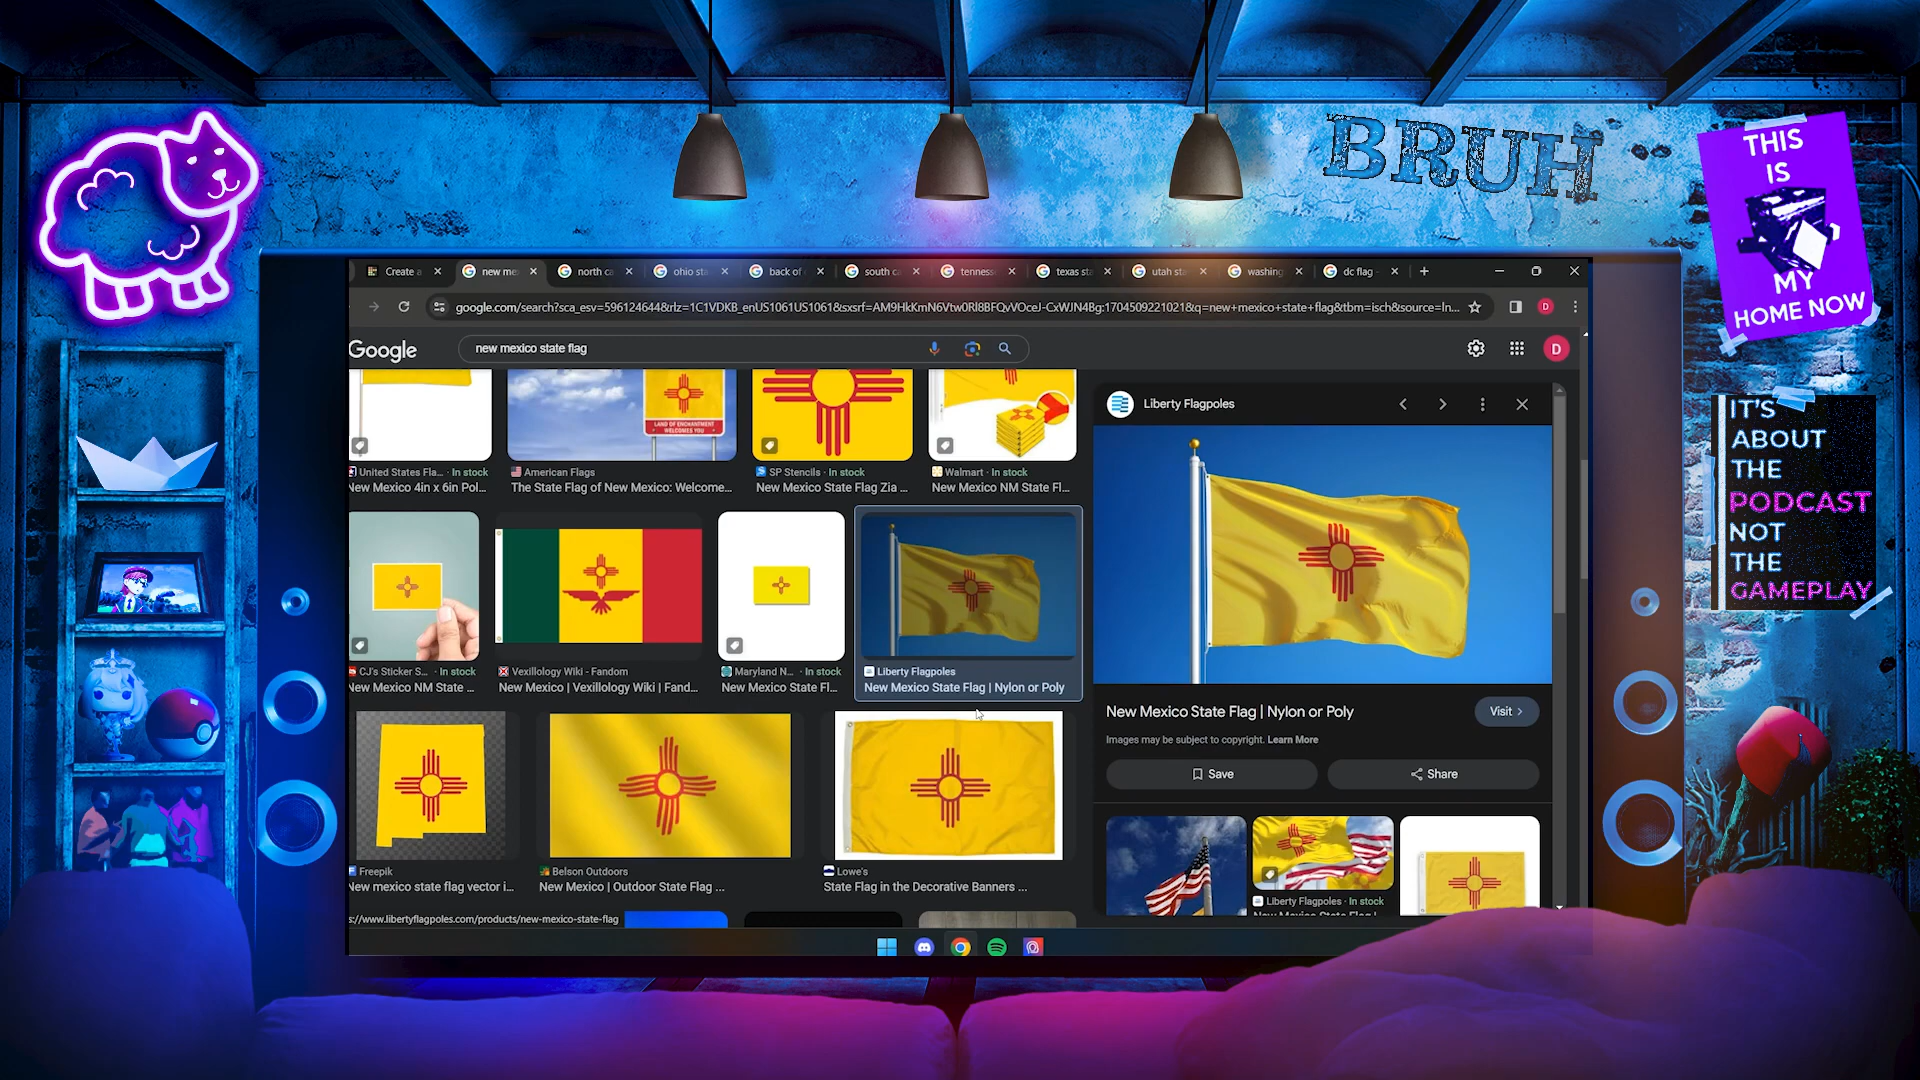 BRUH
THIS
IS
MY
HOME NOW
IT'S
ABOUT
THE
PODCAST
NOT
THE
GAMEPLAY
Create a
new me
north ca
ohio sta
back of
south c
tenness
texas sta
utah sta
washing
dc flag
google.com/search?sca_esv=596124644&rlz=1C1VDKB_enUS1061US1061&sxsrf=AM9HkKmN6Vtw0Rl8BFQvVOceJ-CxWJN4Bg:1704509221021&q=new+mexico+state+flag&tbm=isch&source=ln...
D
Google
new mexico state flag
D
LAND OF ENCHANTMENT
WELCOMES YOU
United States Fla... · In stock
New Mexico 4in x 6in Pol...
American Flags
The State Flag of New Mexico: Welcome...
SP Stencils · In stock
New Mexico State Flag Zia ...
Walmart · In stock
New Mexico NM State Fl...
CJ's Sticker S... · In stock
New Mexico NM State ...
Vexillology Wiki - Fandom
New Mexico | Vexillology Wiki | Fand...
Maryland N... · In stock
New Mexico State Fl...
Liberty Flagpoles
New Mexico State Flag | Nylon or Poly
Freepik
New mexico state flag vector i...
Belson Outdoors
New Mexico | Outdoor State Flag ...
Lowe's
State Flag in the Decorative Banners ...
s://www.libertyflagpoles.com/products/new-mexico-state-flag
Liberty Flagpoles
New Mexico State Flag | Nylon or Poly
Visit
Images may be subject to copyright. Learn More
Save
Share
Liberty Flagpoles · In stock
New Mexico State Flag |